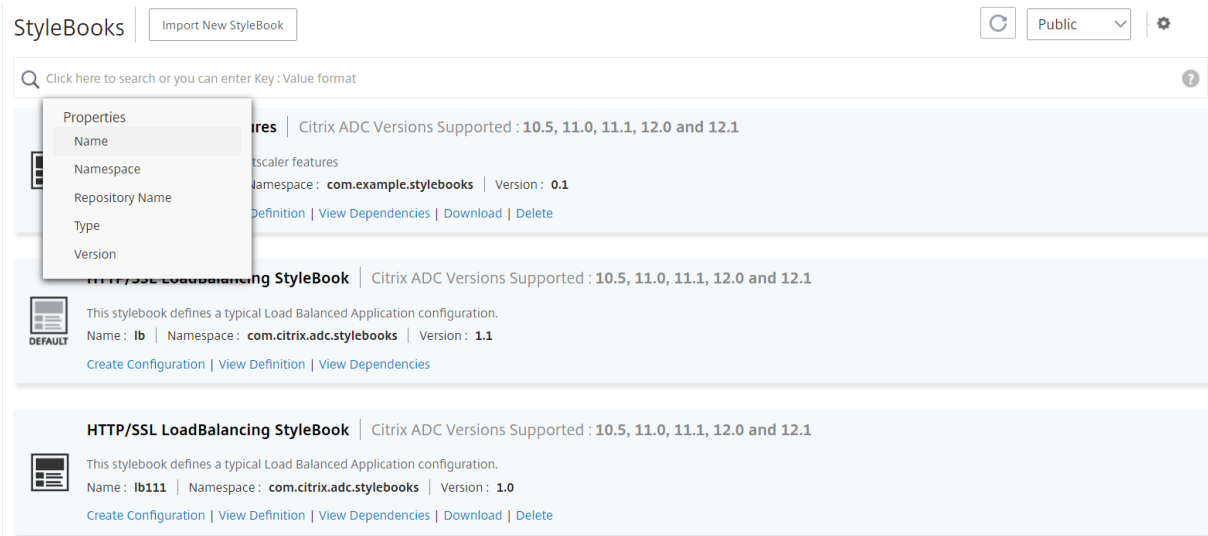 StyleBooks
Import New StyleBook
Public
Click here to search or you can enter Key : Value format
?
Properties
Name
Namespace
Repository Name
Type
Version
Citrix ADC Versions Supported : 10.5, 11.0, 11.1, 12.0 and 12.1
features
: com.example.stylebooks Version : 0.1
| View Dependencies | Download | Delete
LoadBalancing StyleBook Citrix ADC Versions Supported : 10.5, 11.0, 11.1, 12.0 and 12.1
This stylebook defines a typical Load Balanced Application configuration.
DEFAULT
Name : lb Namespace : com.citrix.adc.stylebooks Version : 1.1
Create Configuration | View Definition | View Dependencies
HTTP/SSL LoadBalancing StyleBook Citrix ADC Versions Supported : 10.5, 11.0, 11.1, 12.0 and 12.1
This stylebook defines a typical Load Balanced Application configuration.
Name : lb111 Namespace : com.citrix.adc.stylebooks Version : 1.0
Create Configuration | View Definition | View Dependencies | Download | Delete